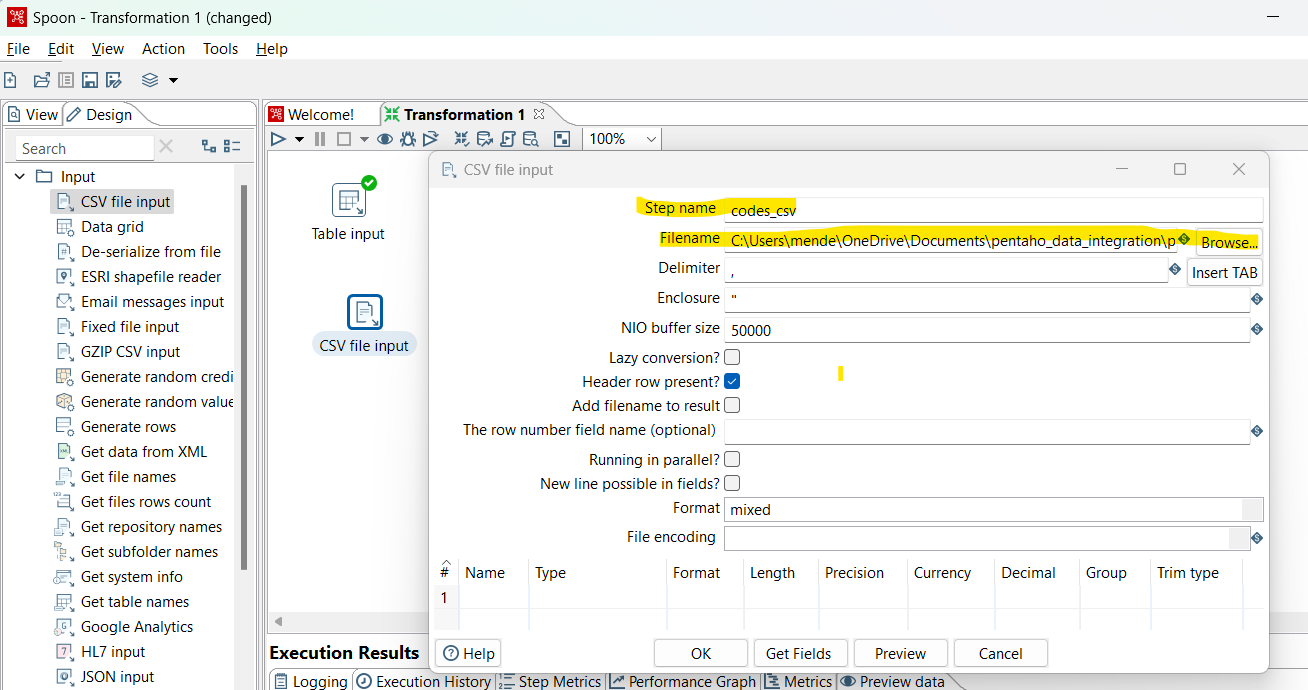 Spoon - Transformation 1 (changed)
File Edit View Action Tools Help
View Design
Welcome! Transformation 1
Search
100%
Input
CSV file input
Data grid
De-serialize from file
ESRI shapefile reader
Email messages input
Fixed file input
GZIP CSV input
Generate random credi
Generate random value
Generate rows
Get data from XML
Get file names
Get files rows count
Get repository names
Get subfolder names
Get system info
Get table names
Google Analytics
HL7 input
JSON input
Table input
CSV file input
CSV file input
Step name codes_csv
Filename C:\Users\mende\OneDrive\Documents\pentaho_data_integration\p Browse...
Delimiter , Insert TAB
Enclosure "
NIO buffer size 50000
Lazy conversion?
Header row present?
Add filename to result
The row number field name (optional)
Running in parallel?
New line possible in fields?
Format mixed
File encoding
# Name Type Format Length Precision Currency Decimal Group Trim type
1
Help OK Get Fields Preview Cancel
Execution Results
Logging Execution History Step Metrics Performance Graph Metrics Preview data